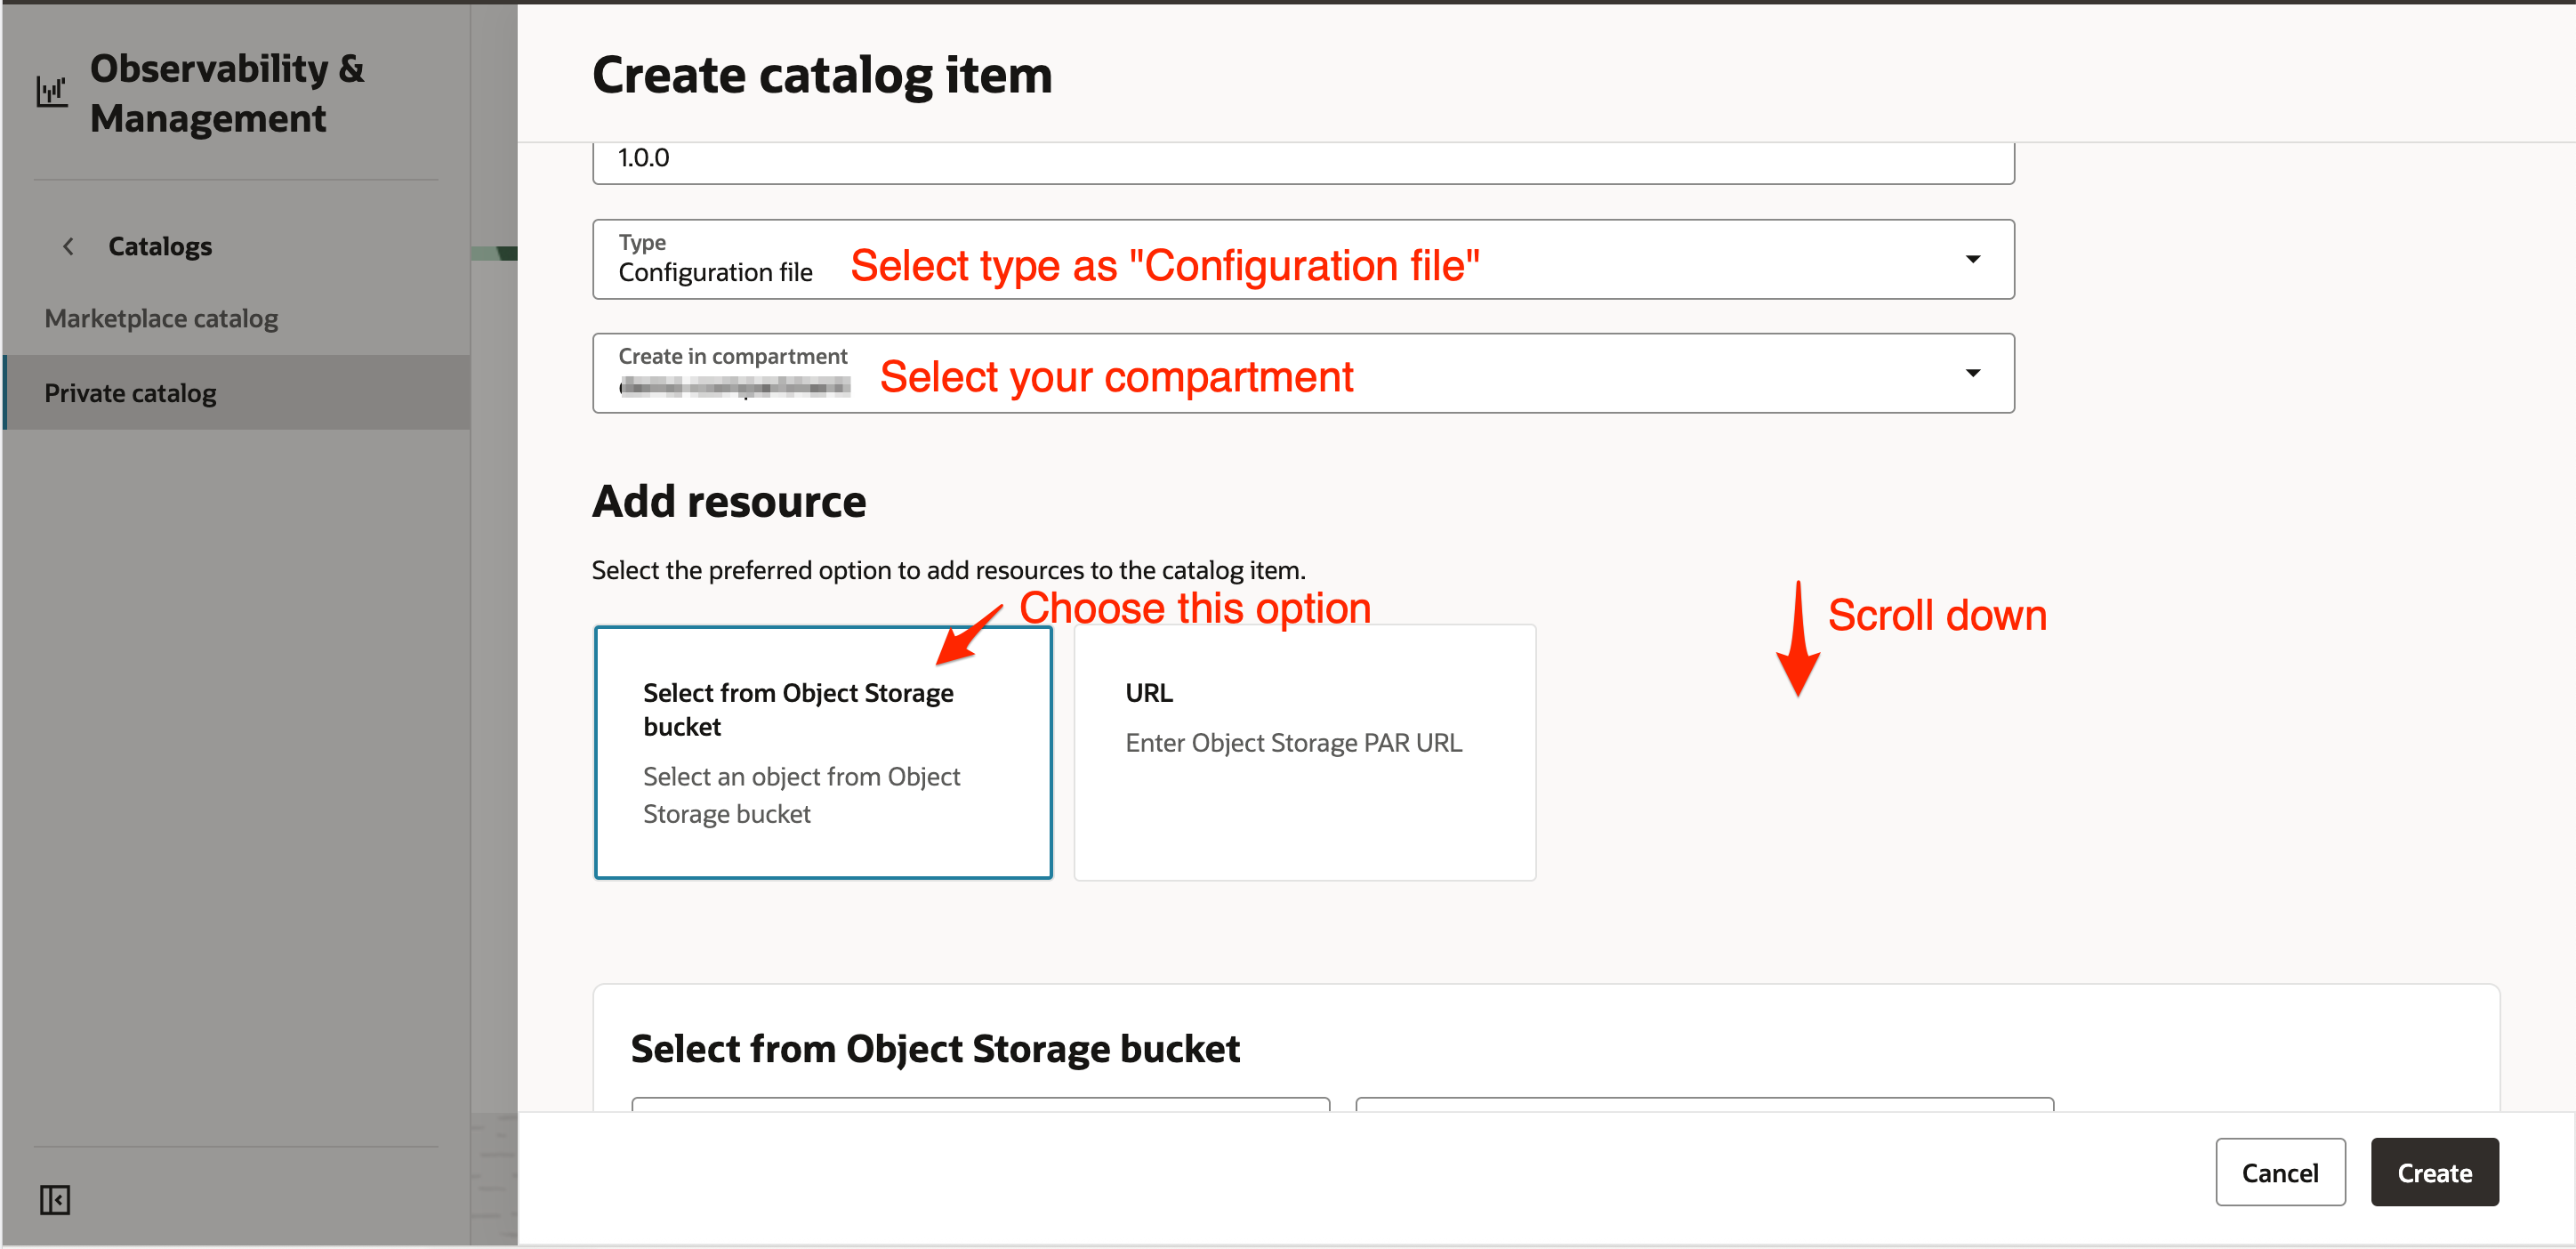 Observability &
Management
Catalogs
Marketplace catalog
Private catalog
Create catalog item
1.0.0
Type
Configuration file
Select type as "Configuration file"
Create in compartment
Select your compartment
Add resource
Select the preferred option to add resources to the catalog item.
Choose this option
Scroll down
Select from Object Storage
bucket
Select an object from Object
Storage bucket
URL
Enter Object Storage PAR URL
Select from Object Storage bucket
Cancel
Create